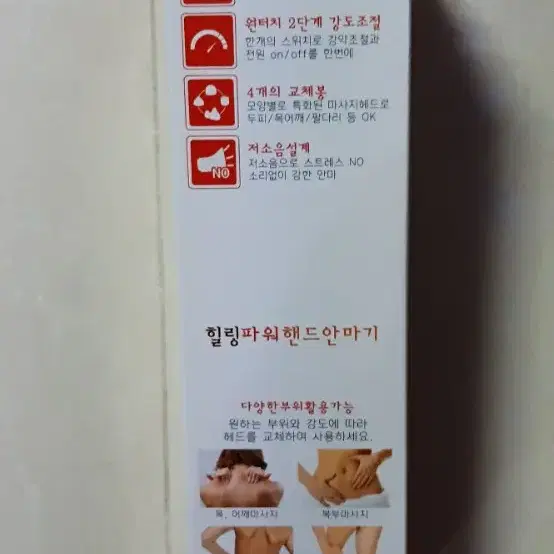 원터치 2단계 강도조절
한개의 스위치로 강약조절과
전원 on/off를 한번에
4개의 교체봉
모양별로 특화된 마사지헤드로
두피/목어깨/팔다리 등 OK
NO
저소음설계
저소음으로 스트레스 NO
소리없이 강한 안마
힐링파워핸드안마기
다양한부위활용가능
원하는 부위와 강도에 따라
헤드를 교체하여 사용하세요.
목, 어깨마사지
복부마사지